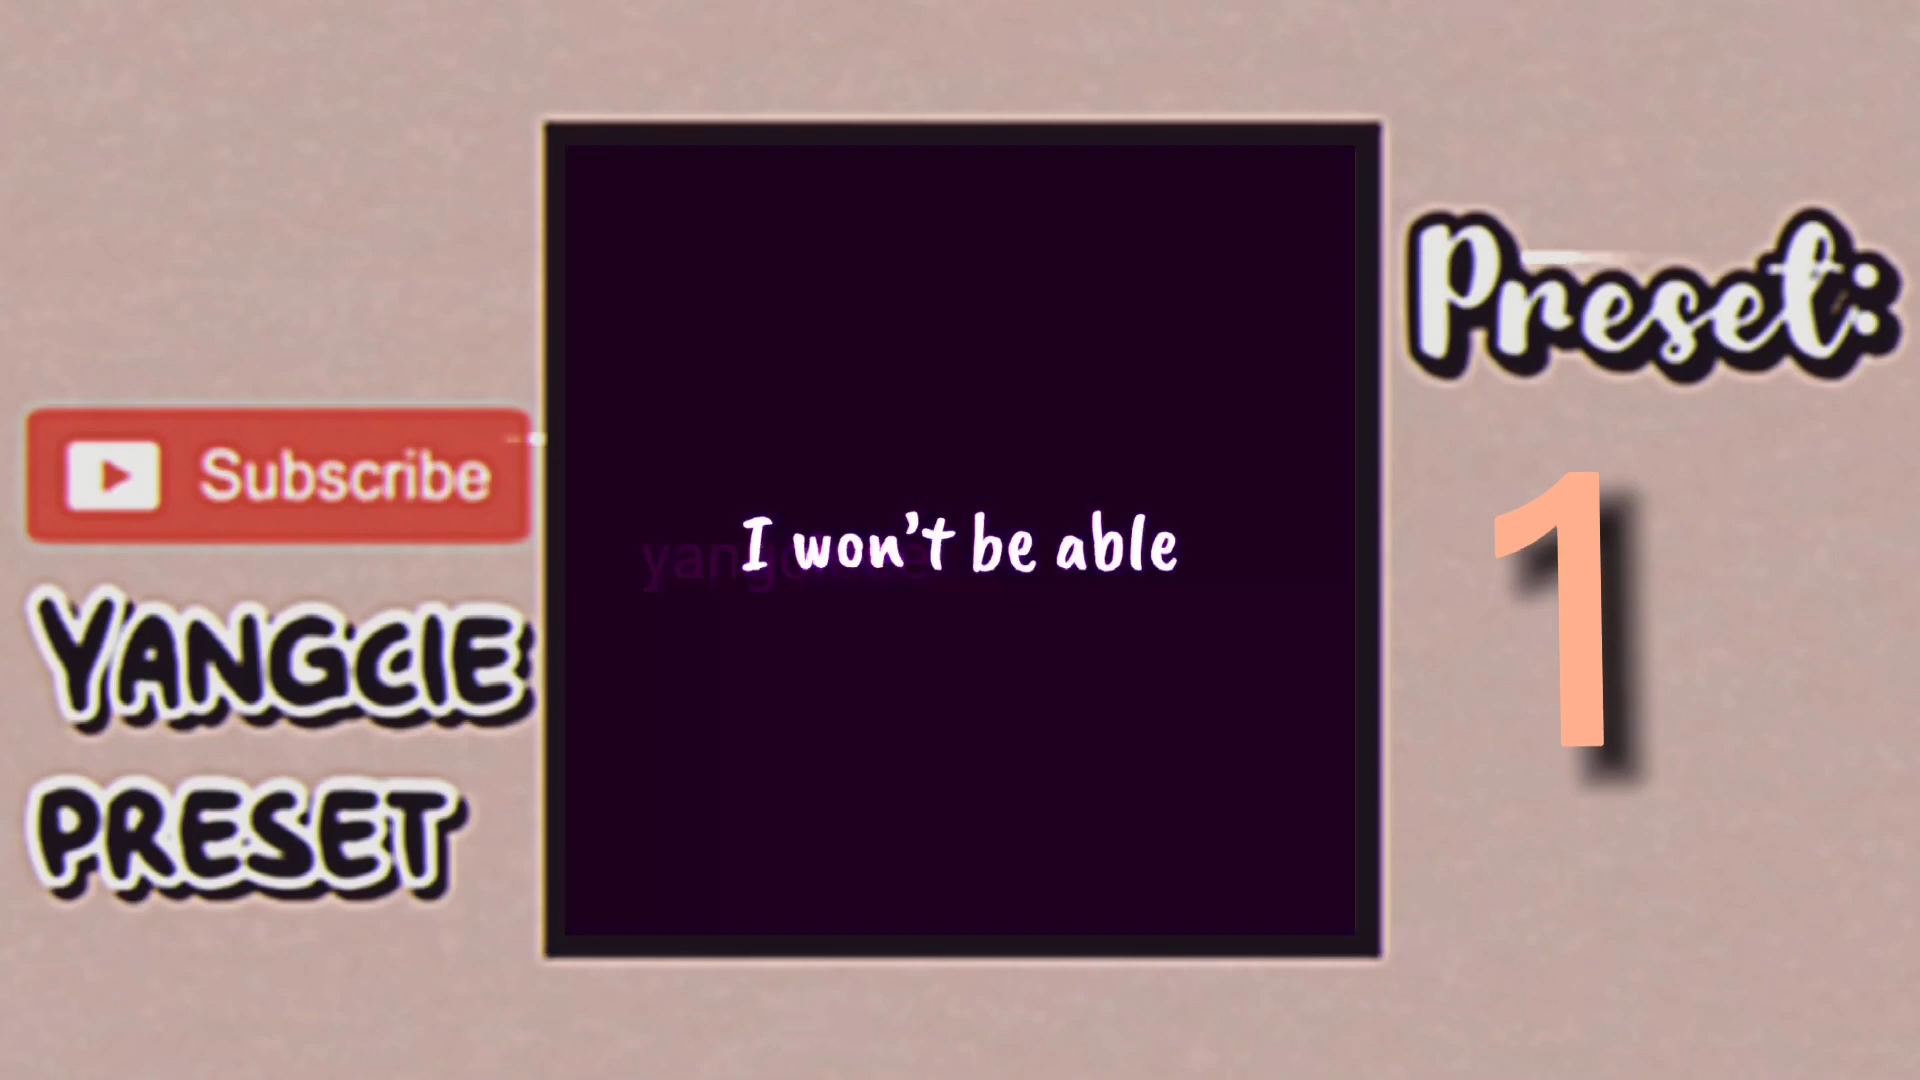 Subscribe
YANGCIE
PRESET
I won't be able
Preset:
1